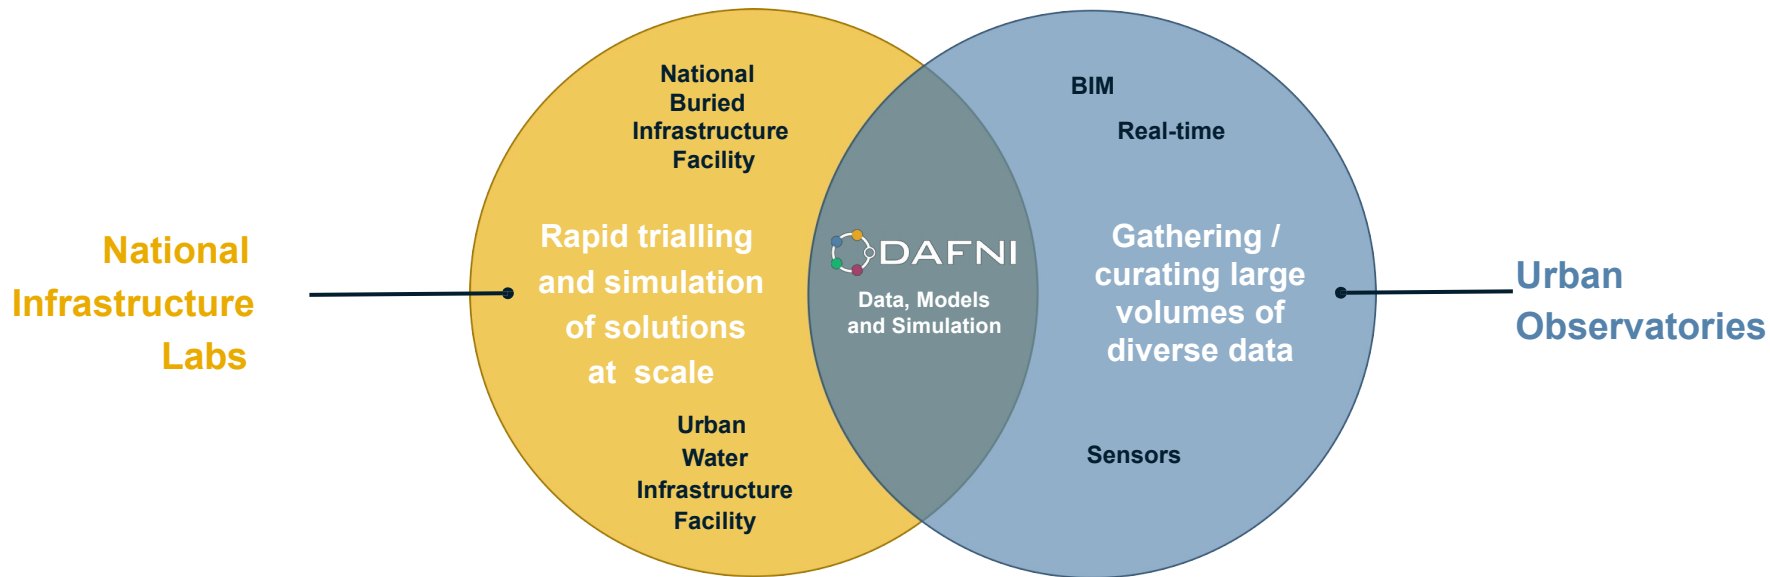 National
Infrastructure
Labs
National
Buried
Infrastructure
Facility
Rapid trialling
and simulation
of solutions
at scale
Urban
Water
Infrastructure
Facility
DAFNI
Data, Models
and Simulation
BIM
Real-time
Gathering /
curating large
volumes of
diverse data
Sensors
Urban
Observatories